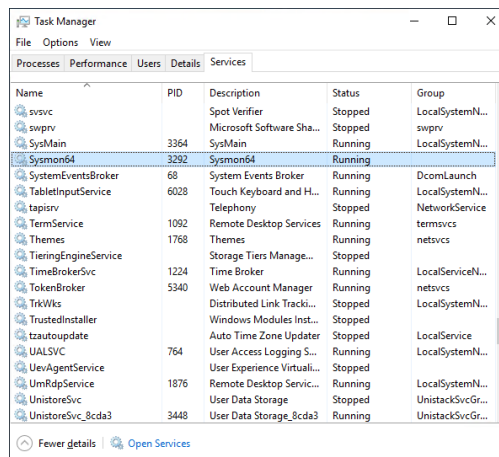 Task Manager
File Options View
Processes Performance Users Details Services
Name PID Description Status Group
svsvc Spot Verifier Stopped LocalSystemN...
swprv Microsoft Software Sha... Stopped swprv
SysMain 3364 SysMain Running LocalSystemN...
Sysmon64 3292 Sysmon64 Running
SystemEventsBroker 68 System Events Broker Running DcomLaunch
TabletInputService 6028 Touch Keyboard and H... Running LocalSystemN...
tapisrv Telephony Stopped NetworkService
TermService 1092 Remote Desktop Services Running termsvcs
Themes 1768 Themes Running netsvcs
TieringEngineService Storage Tiers Manage... Stopped
TimeBrokerSvc 1224 Time Broker Running LocalServiceN...
TokenBroker 5340 Web Account Manager Running netsvcs
TrkWks Distributed Link Tracki... Stopped LocalSystemN...
TrustedInstaller Windows Modules Inst... Stopped
tzautoupdate Auto Time Zone Updater Stopped LocalService
UALSVC 764 User Access Logging S... Running LocalSystemN...
UevAgentService User Experience Virtuali... Stopped
UmRdpService 1876 Remote Desktop Servic... Running LocalSystemN...
UnistoreSvc User Data Storage Stopped UnistackSvcGr...
UnistoreSvc_8cda3 3448 User Data Storage_8cda3 Running UnistackSvcGr...
Fewer details Open Services